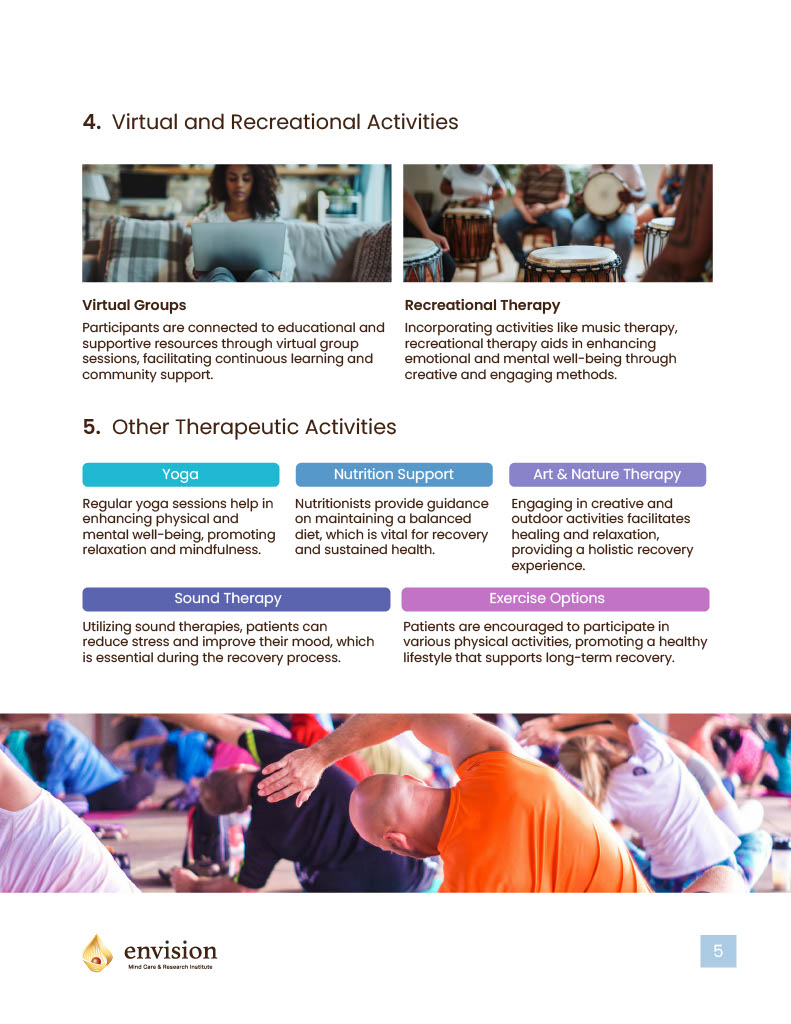 4. Virtual and Recreational Activities
Virtual Groups
Participants are connected to educational and
supportive resources through virtual group
sessions, facilitating continuous learning and
community support.
Recreational Therapy
Incorporating activities like music therapy,
recreational therapy aids in enhancing
emotional and mental well-being through
creative and engaging methods.
5. Other Therapeutic Activities
Yoga
Regular yoga sessions help in
enhancing physical and
mental well-being, promoting
relaxation and mindfulness.
Nutrition Support
Nutritionists provide guidance
on maintaining a balanced
diet, which is vital for recovery
and sustained health.
Art & Nature Therapy
Engaging in creative and
outdoor activities facilitates
healing and relaxation,
providing a holistic recovery
experience.
Sound Therapy
Utilizing sound therapies, patients can
reduce stress and improve their mood, which
is essential during the recovery process.
Exercise Options
Patients are encouraged to participate in
various physical activities, promoting a healthy
lifestyle that supports long-term recovery.
envision
Mind Care & Research Institute
5